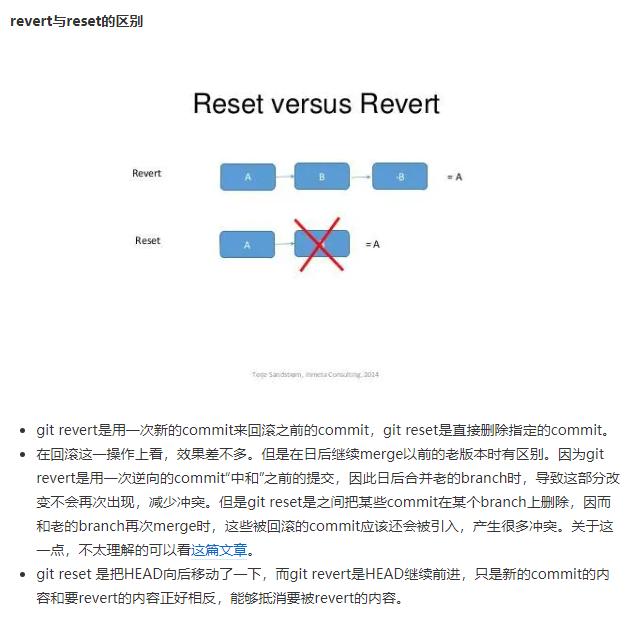 revert与reset的区别
Reset versus Revert
Revert
A
B
-B
= A
Reset
A
= A
Terje Sandstrøm, Inmeta Consulting, 2014
git revert是用一次新的commit来回滚之前的commit，git reset是直接删除指定的commit。
在回滚这一操作上看，效果差不多。但是在日后继续merge以前的老版本时有区别。因为git
revert是用一次逆向的commit“中和”之前的提交，因此日后合并老的branch时，导致这部分改
变不会再次出现，减少冲突。但是git reset是之间把某些commit在某个branch上删除，因而
和老的branch再次merge时，这些被回滚的commit应该还会被引入，产生很多冲突。关于这
一点，不太理解的可以看这篇文章。
git reset 是把HEAD向后移动了一下，而git revert是HEAD继续前进，只是新的commit的内
容和要revert的内容正好相反，能够抵消要被revert的内容。